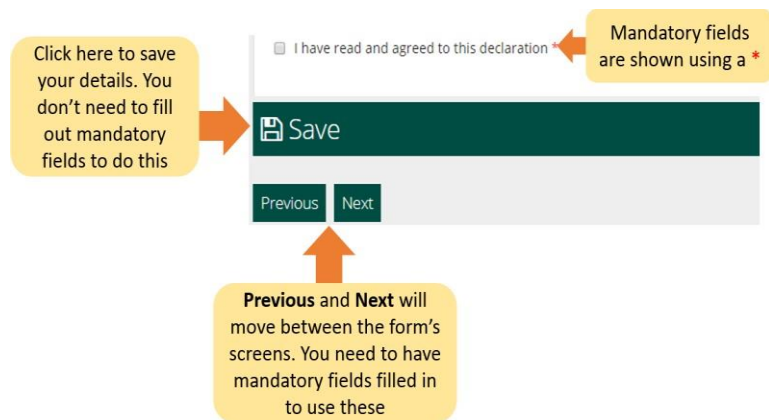 Click here to save
your details. You
don’t need to fill
out mandatory
fields to do this
I have read and agreed to this declaration *
Mandatory fields
are shown using a *
Save
Previous
Next
Previous and Next will
move between the form’s
screens. You need to have
mandatory fields filled in
to use these